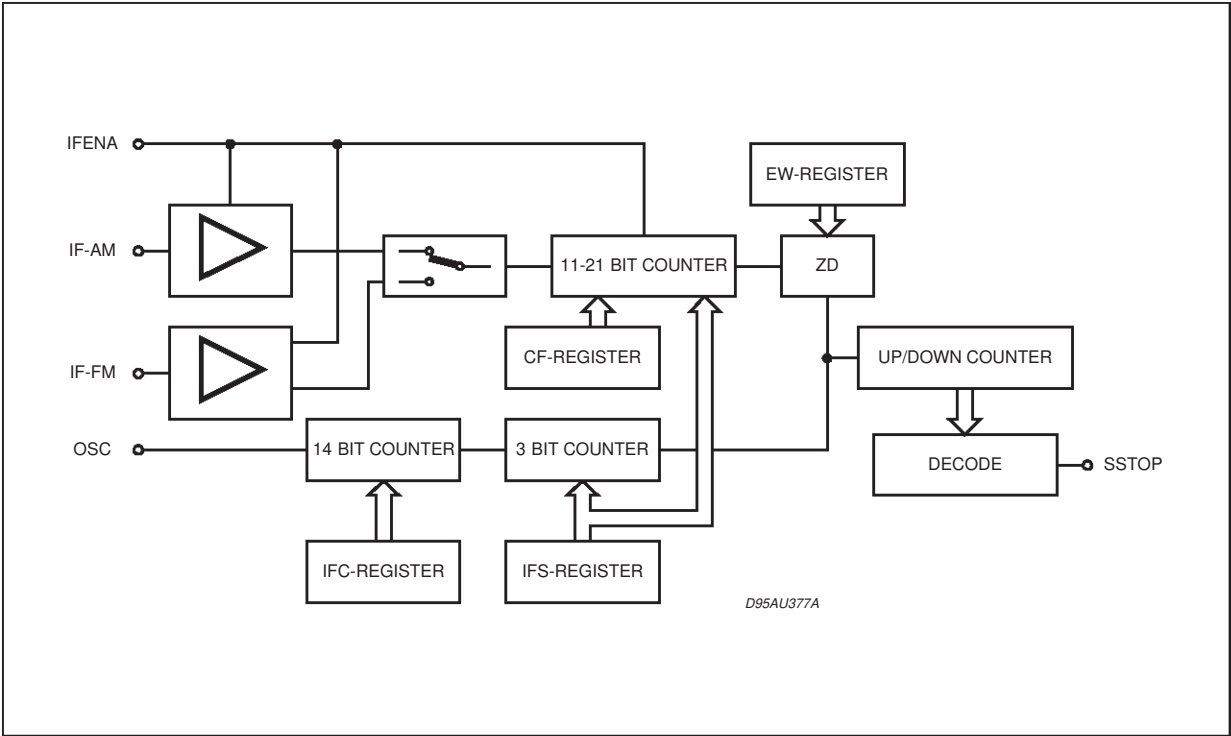 IFENA
EW-REGISTER
IF-AM
11-21 BIT COUNTER
ZD
CF-REGISTER
UP/DOWN COUNTER
IF-FM
OSC
14 BIT COUNTER
3 BIT COUNTER
DECODE
SSTOP
IFC-REGISTER
IFS-REGISTER
D95AU377A